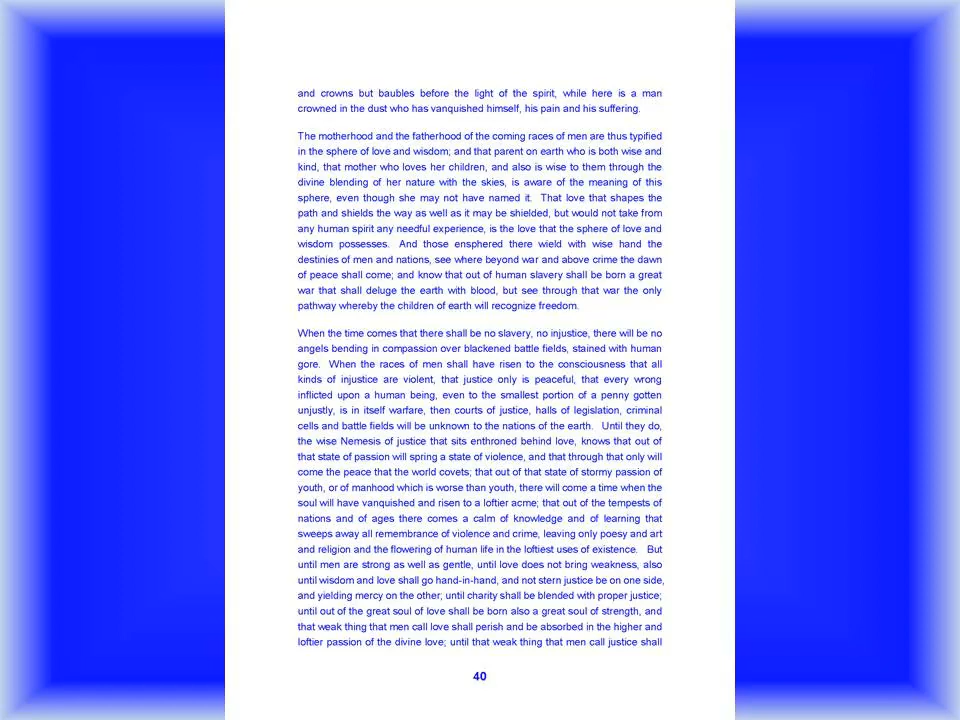 and crowns but baubles before the light of the spirit, while here is a man
crowned in the dust who has vanquished himself, his pain and his suffering.
The motherhood and the fatherhood of the coming races of men are thus typified
in the sphere of love and wisdom; and that parent on earth who is both wise and
kind, that mother who loves her children, and also is wise to them through the
divine blending of her nature with the skies, is aware of the meaning of this
sphere, even though she may not have named it. That love that shapes the
path and shields the way as well as it may be shielded, but would not take from
any human spirit any needful experience, is the love that the sphere of love and
wisdom possesses. And those ensphered there wield with wise hand the
destinies of men and nations, see where beyond war and above crime the dawn
of peace shall come; and know that out of human slavery shall be born a great
war that shall deluge the earth with blood, but see through that war the only
pathway whereby the children of earth will recognize freedom.
When the time comes that there shall be no slavery, no injustice, there will be no
angels bending in compassion over blackened battle fields, stained with human
gore. When the races of men shall have risen to the consciousness that all
kinds of injustice are violent, that justice only is peaceful, that every wrong
inflicted upon a human being, even to the smallest portion of a penny gotten
unjustly, is in itself warfare, then courts of justice, halls of legislation, criminal
cells and battle fields will be unknown to the nations of the earth. Until they do,
the wise Nemesis of justice that sits enthroned behind love, knows that out of
that state of passion will spring a state of violence, and that through that only will
come the peace that the world covets; that out of that state of stormy passion of
youth, or of manhood which is worse than youth, there will come a time when the
soul will have vanquished and risen to a loftier acme; that out of the tempests of
nations and of ages there comes a calm of knowledge and of learning that
sweeps away all remembrance of violence and crime, leaving only poesy and art
and religion and the flowering of human life in the loftiest uses of existence. But
until men are strong as well as gentle, until love does not bring weakness, also
until wisdom and love shall go hand-in-hand, and not stern justice be on one side,
and yielding mercy on the other; until charity shall be blended with proper justice;
until out of the great soul of love shall be born also a great soul of strength, and
that weak thing that men call love shall perish and be absorbed in the higher and
loftier passion of the divine love; until that weak thing that men call justice shall
40